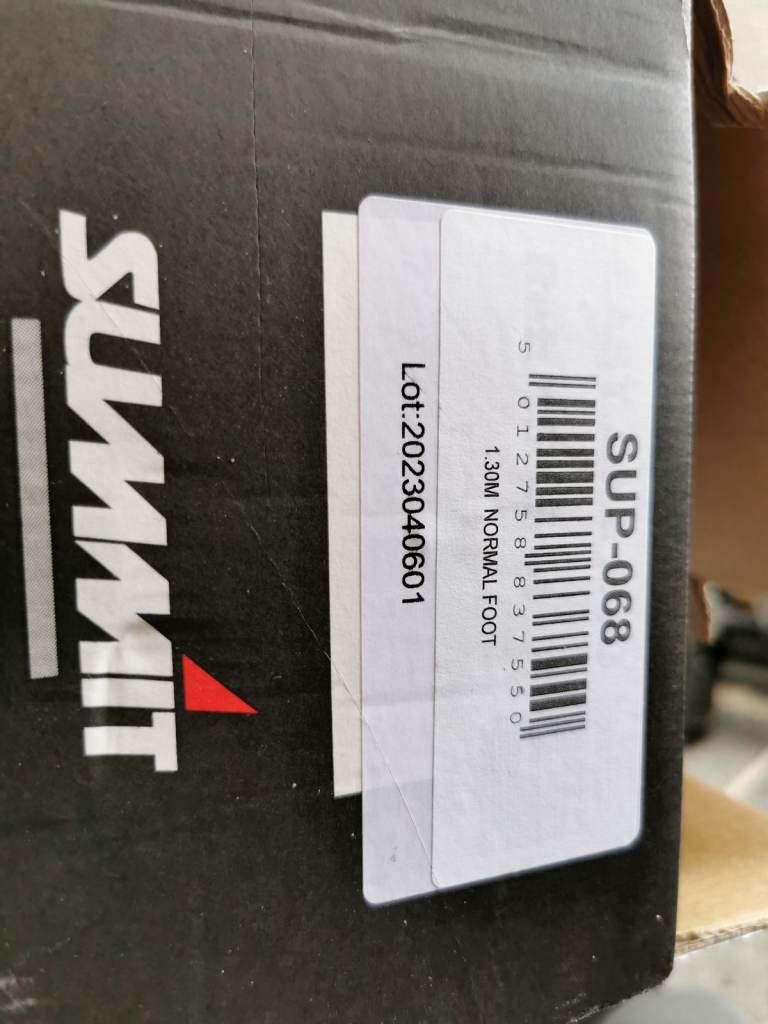 SUP-068
5 012758 837550
1.30M NORMAL FOOT
Lot:2023040601
SUMMIT